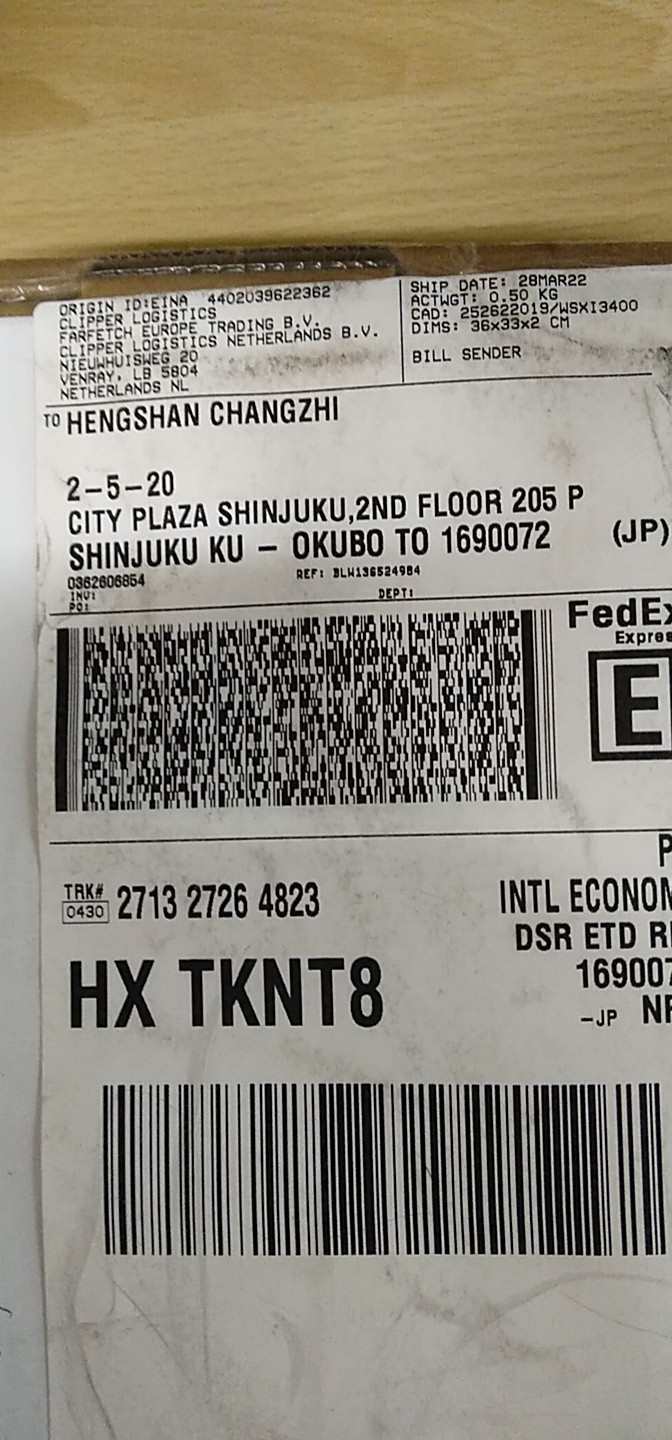 ORIGIN ID:EINA 4402039622362
CLIPPER LOGISTICS
FARFETCH EUROPE TRADING B.V.
CLIPPER LOGISTICS NETHERLANDS B.V.
NIEUWHUISWEG 20
VENRAY, LB 5804
NETHERLANDS NL
SHIP DATE: 28MAR22
ACTWGT: 0.50 KG
CAD: 252622019/WSXI3400
DIMS: 36x33x2 CM
BILL SENDER
TO HENGSHAN CHANGZHI
2-5-20
CITY PLAZA SHINJUKU,2ND FLOOR 205 P
SHINJUKU KU - OKUBO TO 1690072 (JP)
0362606854
REF: BLW136524984
INV:
PO:
DEPT:
FedEx
Expres
E
TRK#
0430
2713 2726 4823
P
INTL ECONOM
DSR ETD R
169007
-JP
HX TKNT8